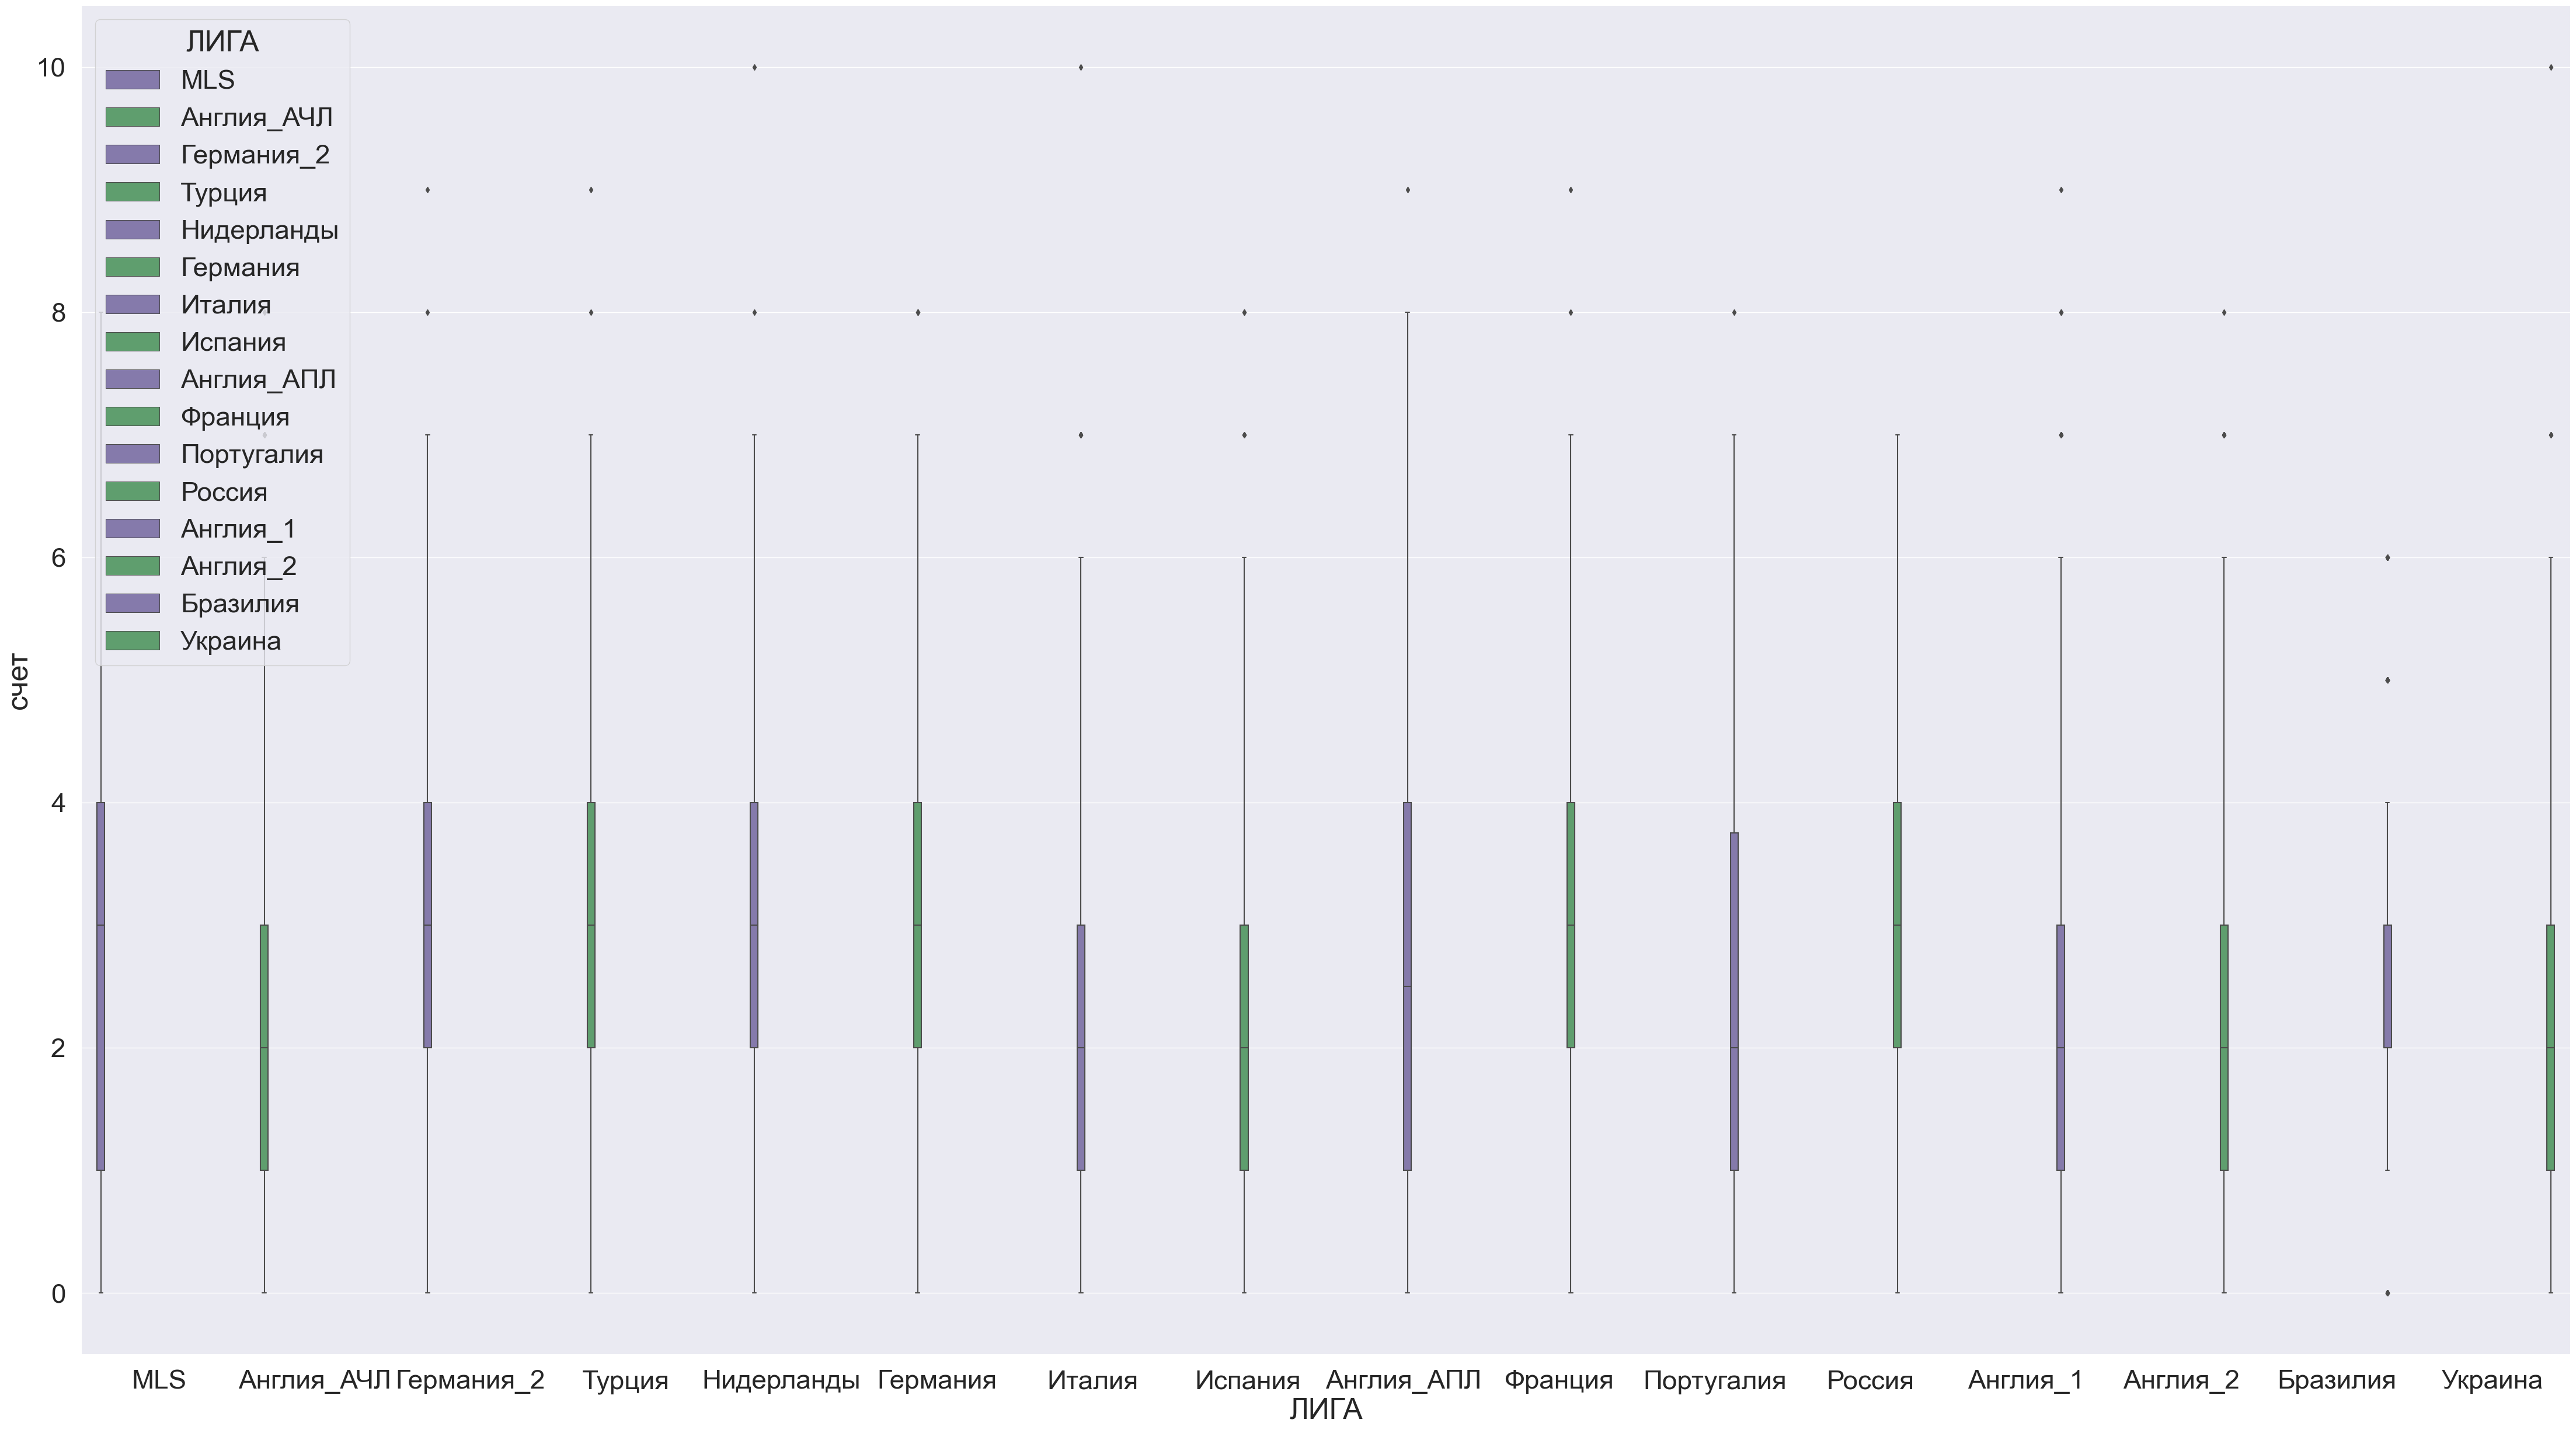 ЛИГА
MLS
Англия_АЧЛ
Германия_2
Турция
Нидерланды
Германия
Италия
Испания
Англия_АПЛ
Франция
Португалия
Россия
Англия_1
Англия_2
Бразилия
Украина
10
8
6
4
2
0
счет
MLS Англия_АЧЛ Германия_2 Турция Нидерланды Германия Италия Испания Англия_АПЛ Франция Португалия Россия Англия_1 Англия_2 Бразилия Украина
ЛИГА